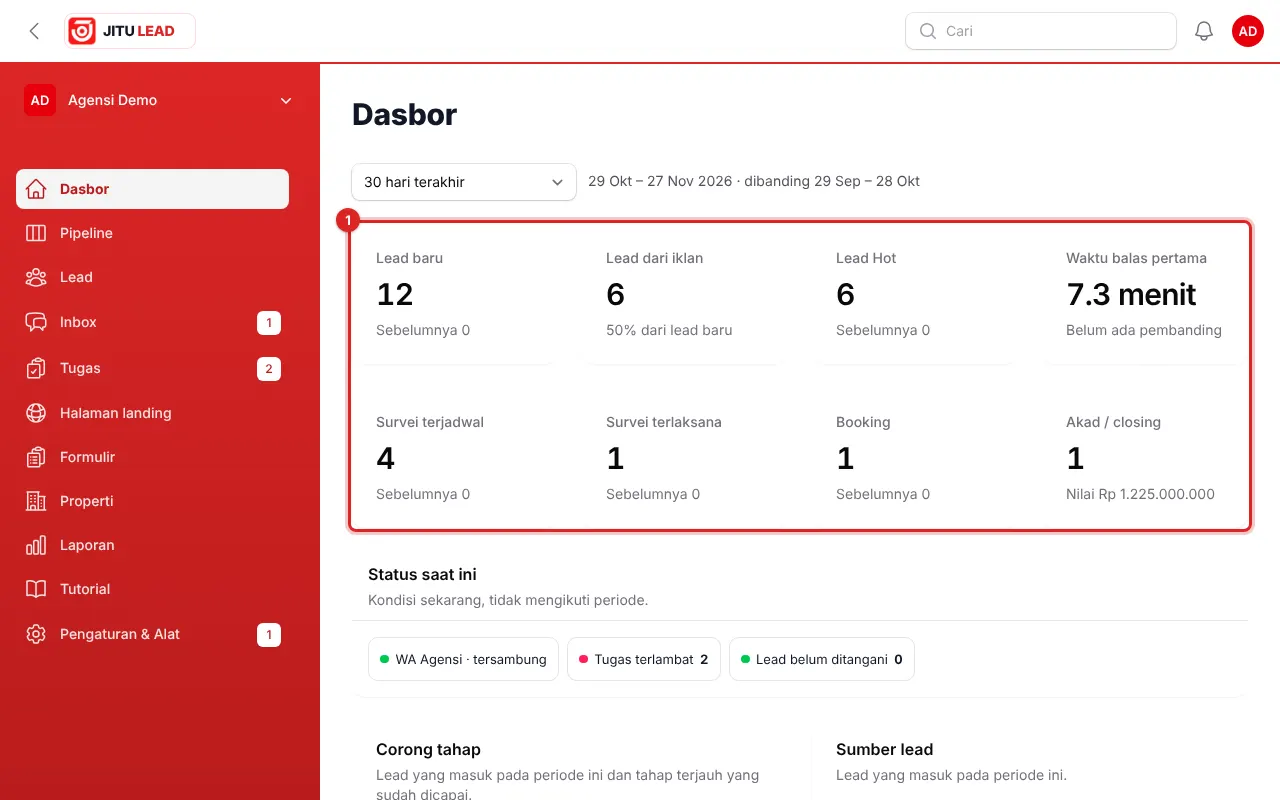 JITU LEAD
Cari
AD
AD
Agensi Demo
Dasbor
Pipeline
Lead
Inbox
1
Tugas
2
Halaman landing
Formulir
Properti
Laporan
Tutorial
Pengaturan & Alat
1
Dasbor
30 hari terakhir
29 Okt – 27 Nov 2026 · dibanding 29 Sep – 28 Okt
1
Lead baru
12
Sebelumnya 0
Lead dari iklan
6
50% dari lead baru
Lead Hot
6
Sebelumnya 0
Waktu balas pertama
7.3 menit
Belum ada pembanding
Survei terjadwal
4
Sebelumnya 0
Survei terlaksana
1
Sebelumnya 0
Booking
1
Sebelumnya 0
Akad / closing
1
Nilai Rp 1.225.000.000
Status saat ini
Kondisi sekarang, tidak mengikuti periode.
WA Agensi · tersambung
Tugas terlambat 2
Lead belum ditangani 0
Corong tahap
Lead yang masuk pada periode ini dan tahap terjauh yang
sudah dicapai.
Sumber lead
Lead yang masuk pada periode ini.